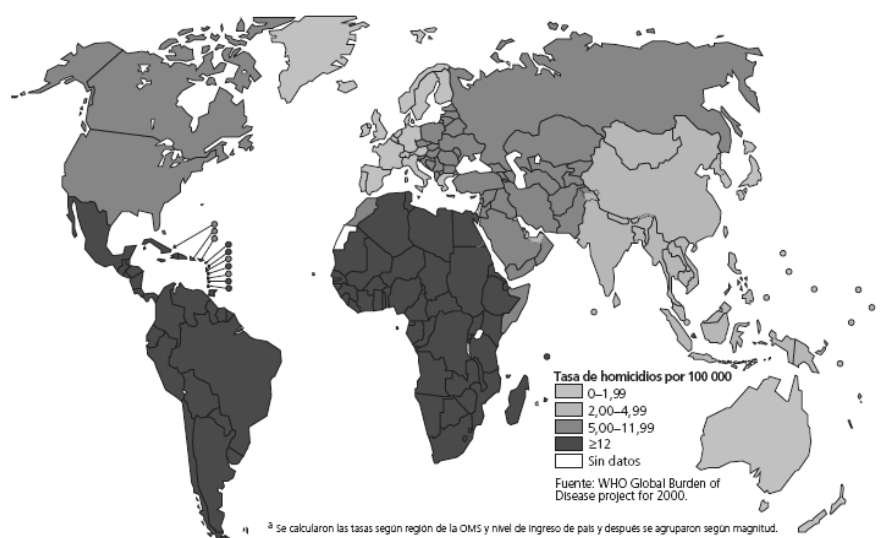 Tasa de homicidios por 100 000
0–1,99
2,00–4,99
5,00–11,99
≥12
Sin datos
Fuente: WHO Global Burden of
Disease project for 2000.
a Se calcularon las tasas según región de la OMS y nivel de ingreso de país y después se agruparon según magnitud.